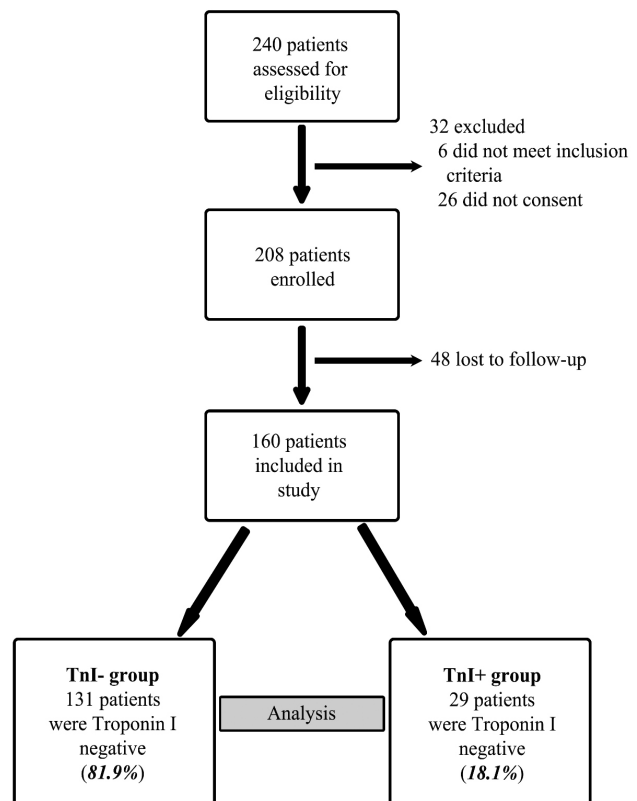 240 patients
assessed for
eligibility
32 excluded
6 did not meet inclusion
criteria
26 did not consent
208 patients
enrolled
48 lost to follow-up
160 patients
included in
study
TnI- group
131 patients
were Troponin I
negative
(81.9%)
Analysis
TnI+ group
29 patients
were Troponin I
negative
(18.1%)